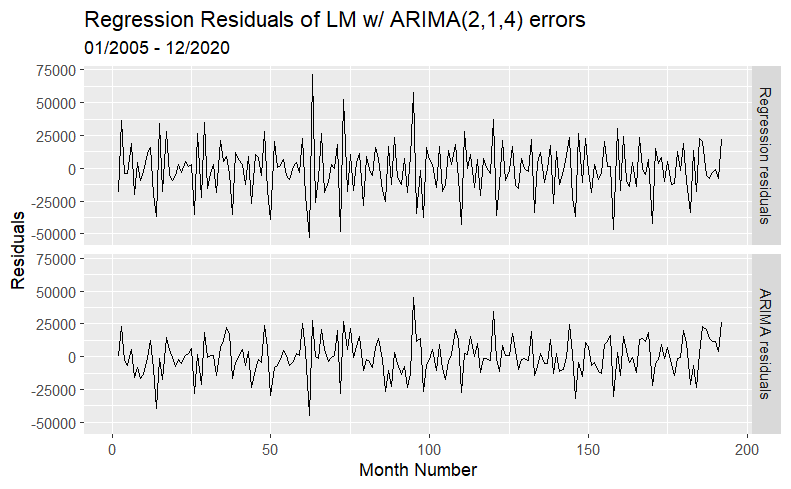 Regression Residuals of LM w/ ARIMA(2,1,4) errors
01/2005 - 12/2020
Residuals
75000
50000
25000
0
-25000
-50000
Regression residuals
75000
50000
25000
0
-25000
-50000
ARIMA residuals
0
50
100
150
200
Month Number